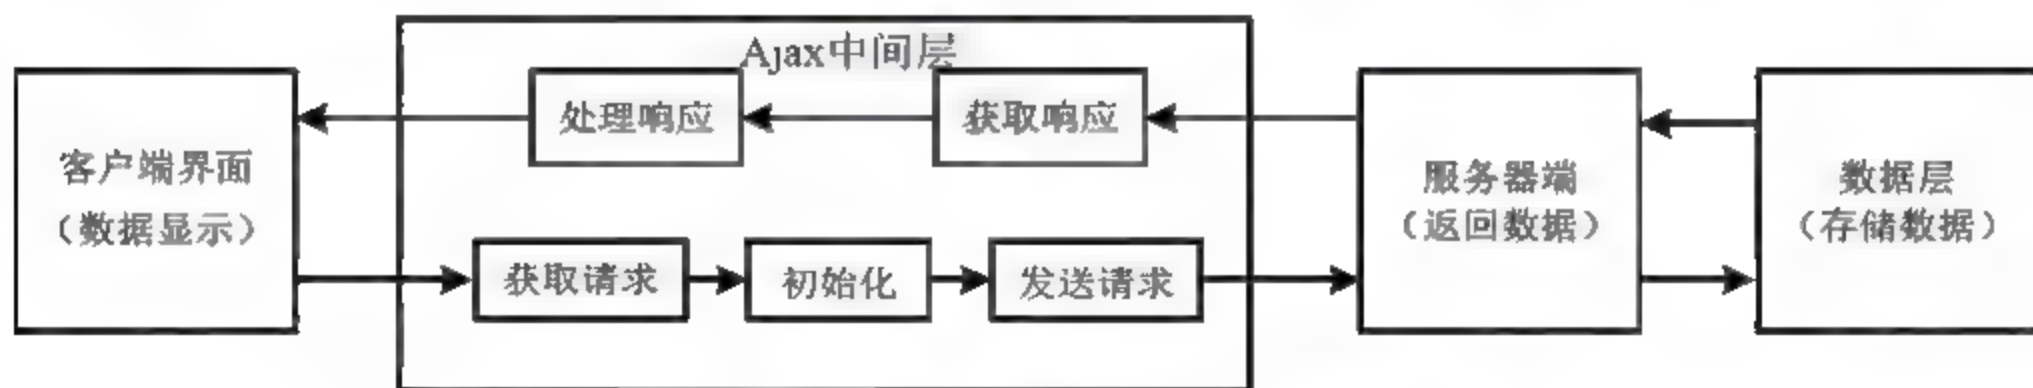 Ajax中间层
处理响应
获取响应
客户端界面
（数据显示）
服务器端
（返回数据）
数据层
（存储数据）
获取请求
初始化
发送请求